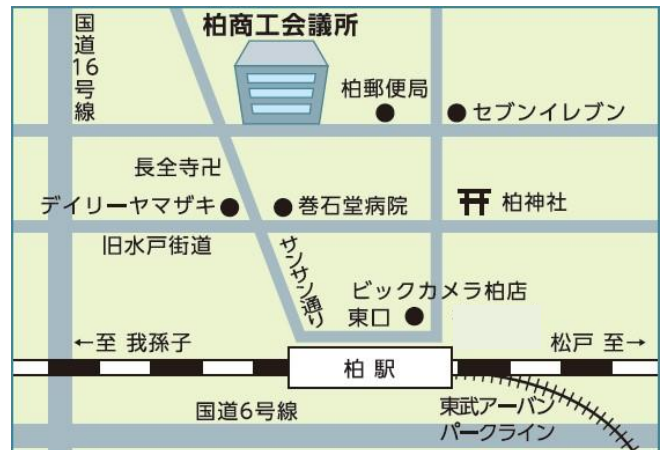 国道16号線
柏商工会議所
柏郵便局
セブンイレブン
長全寺卍
デイリーヤマザキ
巻石堂病院
柏神社
旧水戸街道
サンサン通り
ビックカメラ柏店
東口
←至 我孫子
松戸 至→
柏駅
国道6号線
東武アーバン
パークライン